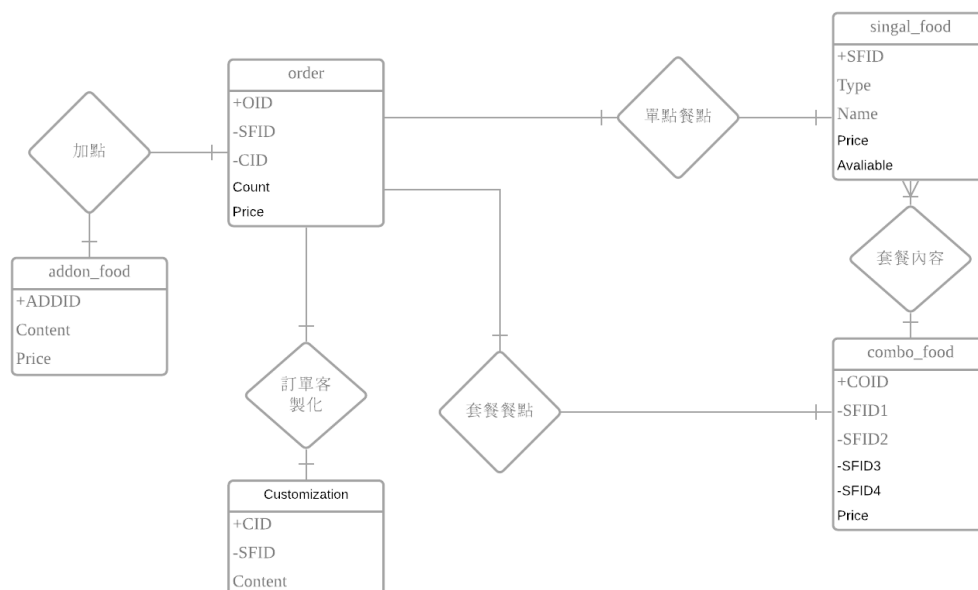 singal_food
+SFID
Type
Name
Price
Avaliable
order
+OID
-SFID
-CID
Count
Price
單點餐點
加點
套餐內容
addon_food
+ADDID
Content
Price
訂單客
製化
套餐餐點
combo_food
+COID
-SFID1
-SFID2
-SFID3
-SFID4
Price
Customization
+CID
-SFID
Content